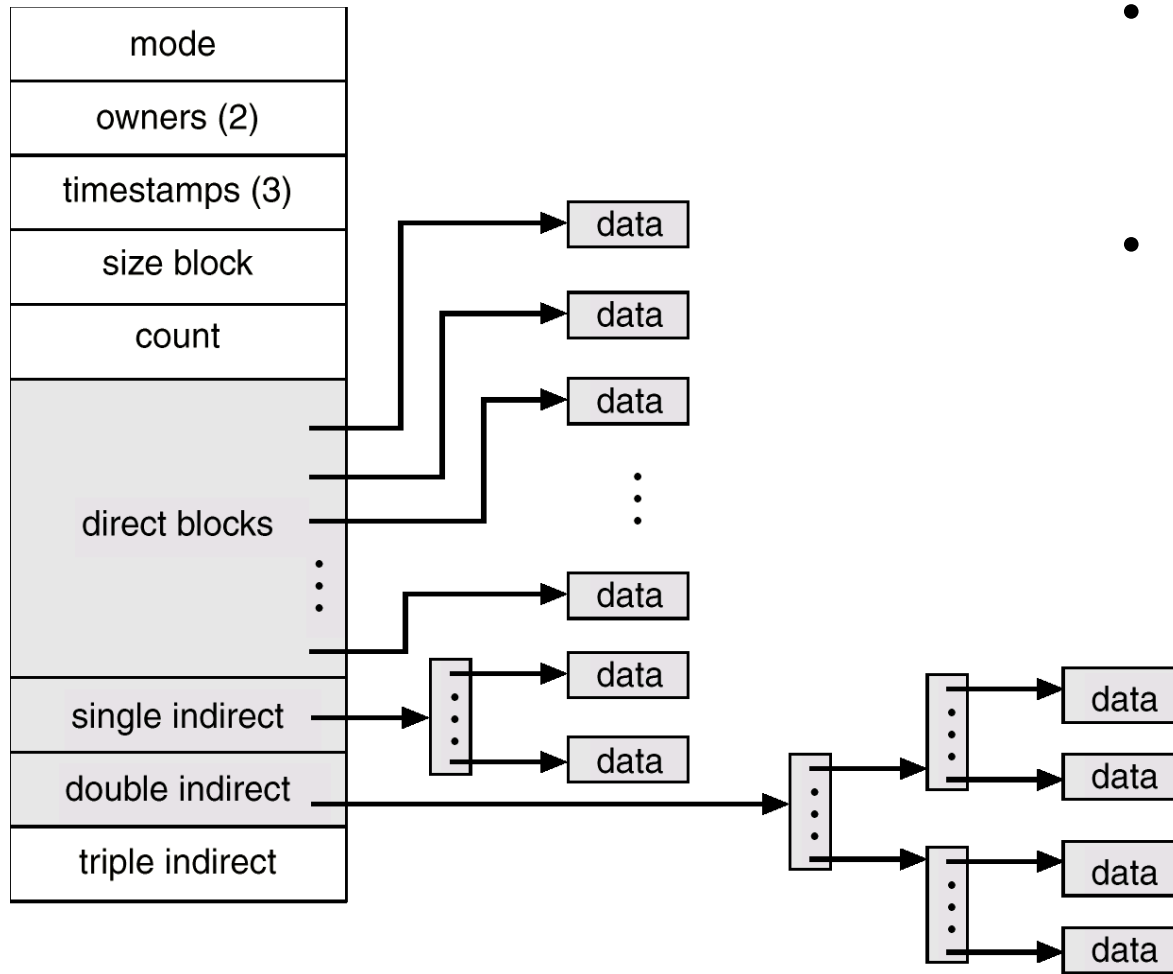 mode
owners (2)
timestamps (3)
size block
count
direct blocks
single indirect
double indirect
triple indirect
data
data
data
data
data
data
data
data
data
data